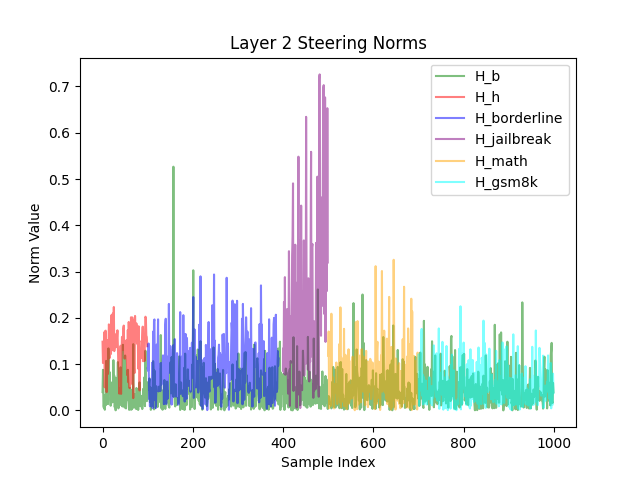 Layer 2 Steering Norms
H_b
H_h
H_borderline
H_jailbreak
H_math
H_gsm8k
Norm Value
0.7
0.6
0.5
0.4
0.3
0.2
0.1
0.0
0 200 400 600 800 1000
Sample Index